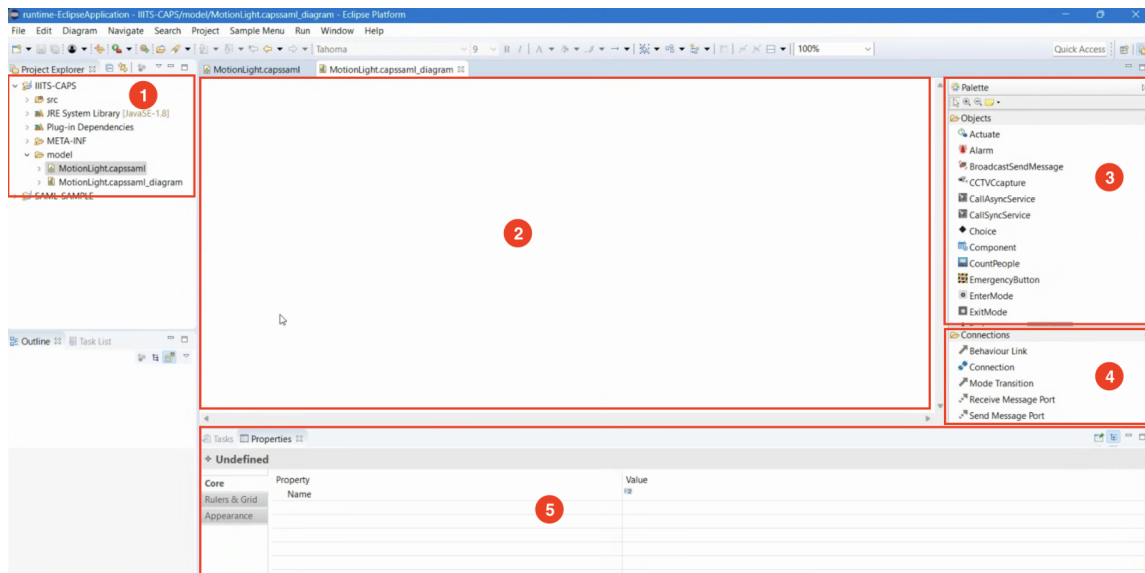 runtime-EclipseApplication - IIITS-CAPS/model/MotionLight.capssaml_diagram - Eclipse Platform
File Edit Diagram Navigate Search Project Sample Menu Run Window Help
Tahoma 9 B I A 100% Quick Access
Project Explorer
MotionLight.capssaml MotionLight.capssaml_diagram
IIITS-CAPS
src
JRE System Library [JavaSE-1.8]
Plug-in Dependencies
META-INF
model
MotionLight.capssaml
MotionLight.capssaml_diagram
SAML-SAMPLE
1
2
Palette
Objects
Actuate
Alarm
BroadcastSendMessage
CCTVCcapture
CallAsyncService
CallSyncService
Choice
Component
CountPeople
EmergencyButton
EnterMode
ExitMode
3
Connections
Behaviour Link
Connection
Mode Transition
Receive Message Port
Send Message Port
4
Outline Task List
Tasks Properties
Undefined
Core
Rulers & Grid
Appearance
Property Value
Name
5